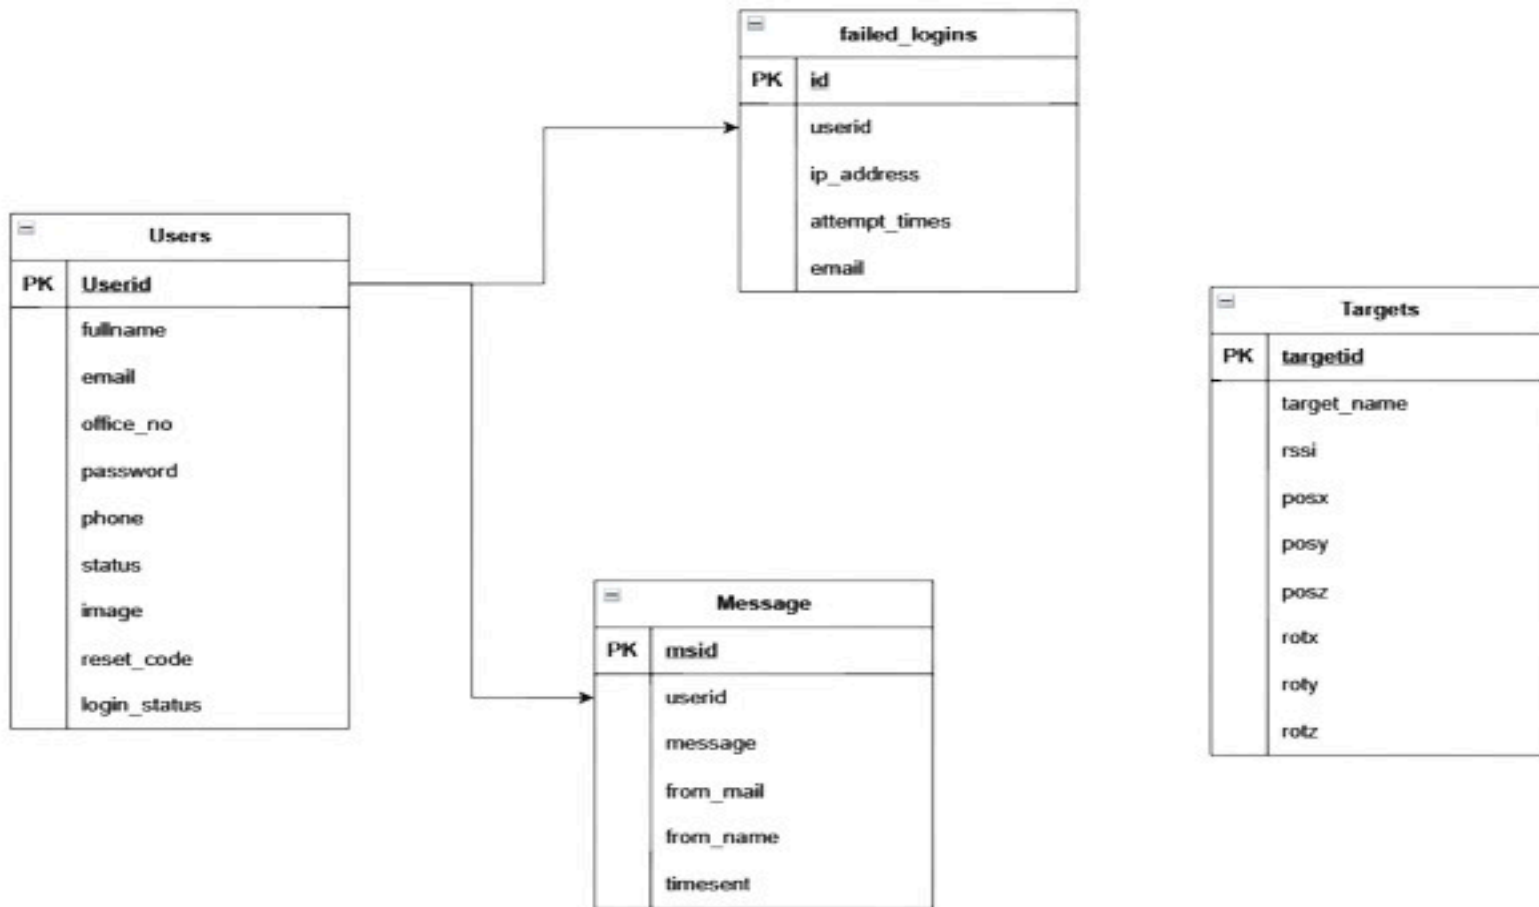 failed_logins
PK id
userid
ip_address
attempt_times
email
Users
PK Userid
fullname
email
office_no
password
phone
status
image
reset_code
login_status
Targets
PK targetid
target_name
rssi
posx
posy
posz
rotx
roty
rotz
Message
PK msid
userid
message
from_mail
from_name
timesent